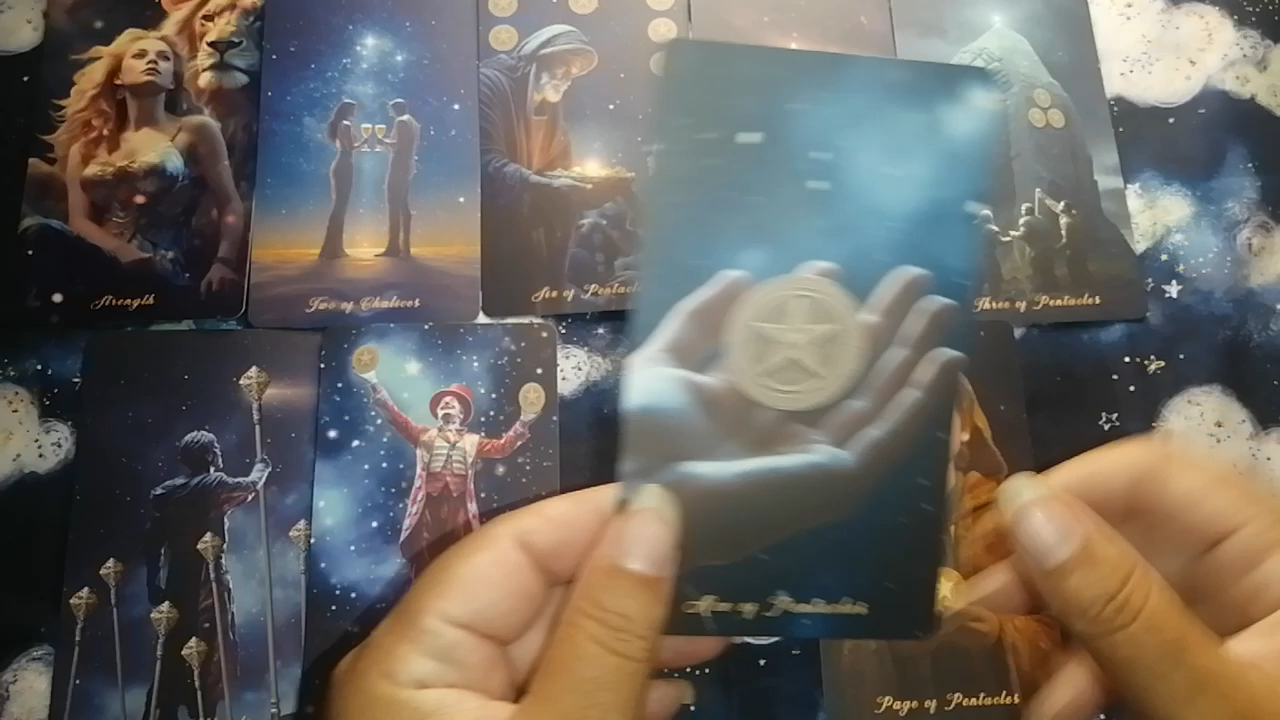 Strength
Two of Chalices
Six of Pentacles
Three of Pentacles
Ace of Pentacles
Page of Pentacles